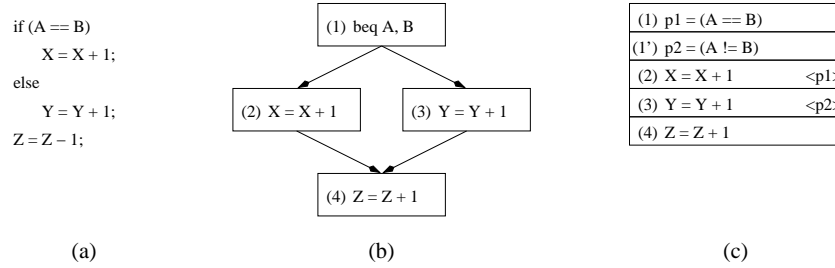 if (A == B)
X = X + 1;
else
Y = Y + 1;
Z = Z − 1;
(a)
(1) beq A, B
(2) X = X + 1
(3) Y = Y + 1
(4) Z = Z + 1
(b)
(1) p1 = (A == B)
(1’) p2 = (A != B)
(2) X = X + 1 <p1>
(3) Y = Y + 1 <p2>
(4) Z = Z + 1
(c)